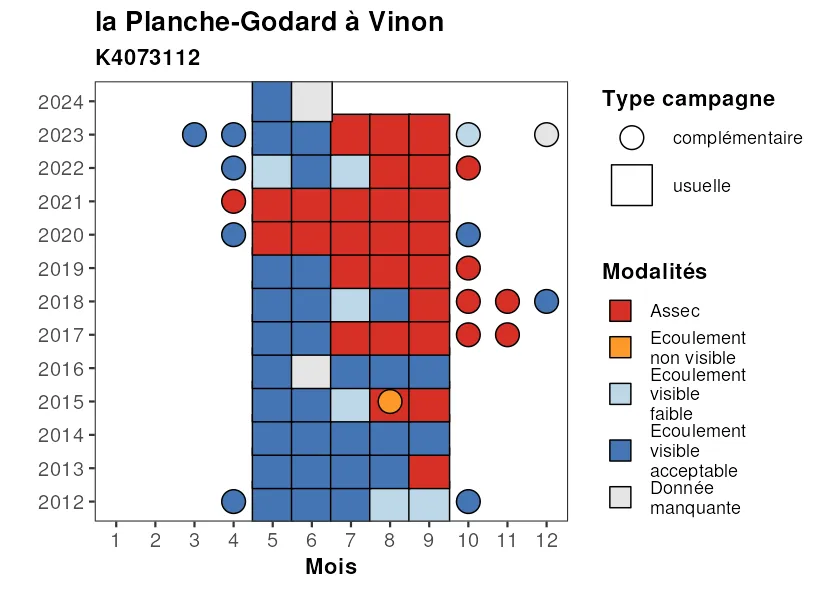 la Planche-Godard à Vinon
K4073112
2024
2023
2022
2021
2020
2019
2018
2017
2016
2015
2014
2013
2012
1 2 3 4 5 6 7 8 9 10 11 12
Mois
Type campagne
complémentaire
usuelle
Modalités
Assec
Ecoulement
non visible
Ecoulement
visible
faible
Ecoulement
visible
acceptable
Donnée
manquante